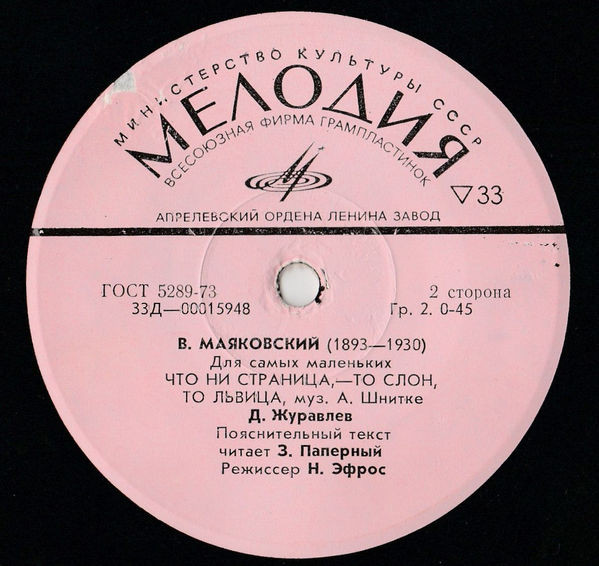 МИНИСТЕРСТВО КУЛЬТУРЫ СССР
МЕЛОДИЯ
ВСЕСОЮЗНАЯ ФИРМА ГРАМПЛАСТИНОК
▽33
АПРЕЛЕВСКИЙ ОРДЕНА ЛЕНИНА ЗАВОД
ГОСТ 5289-73
2 сторона
33Д—00015948
Гр. 2. 0-45
В. МАЯКОВСКИЙ (1893—1930)
Для самых маленьких
ЧТО НИ СТРАНИЦА,—ТО СЛОН,
ТО ЛЬВИЦА, муз. А. Шнитке
Д. Журавлев
Пояснительный текст
читает З. Паперный
Режиссер Н. Эфрос